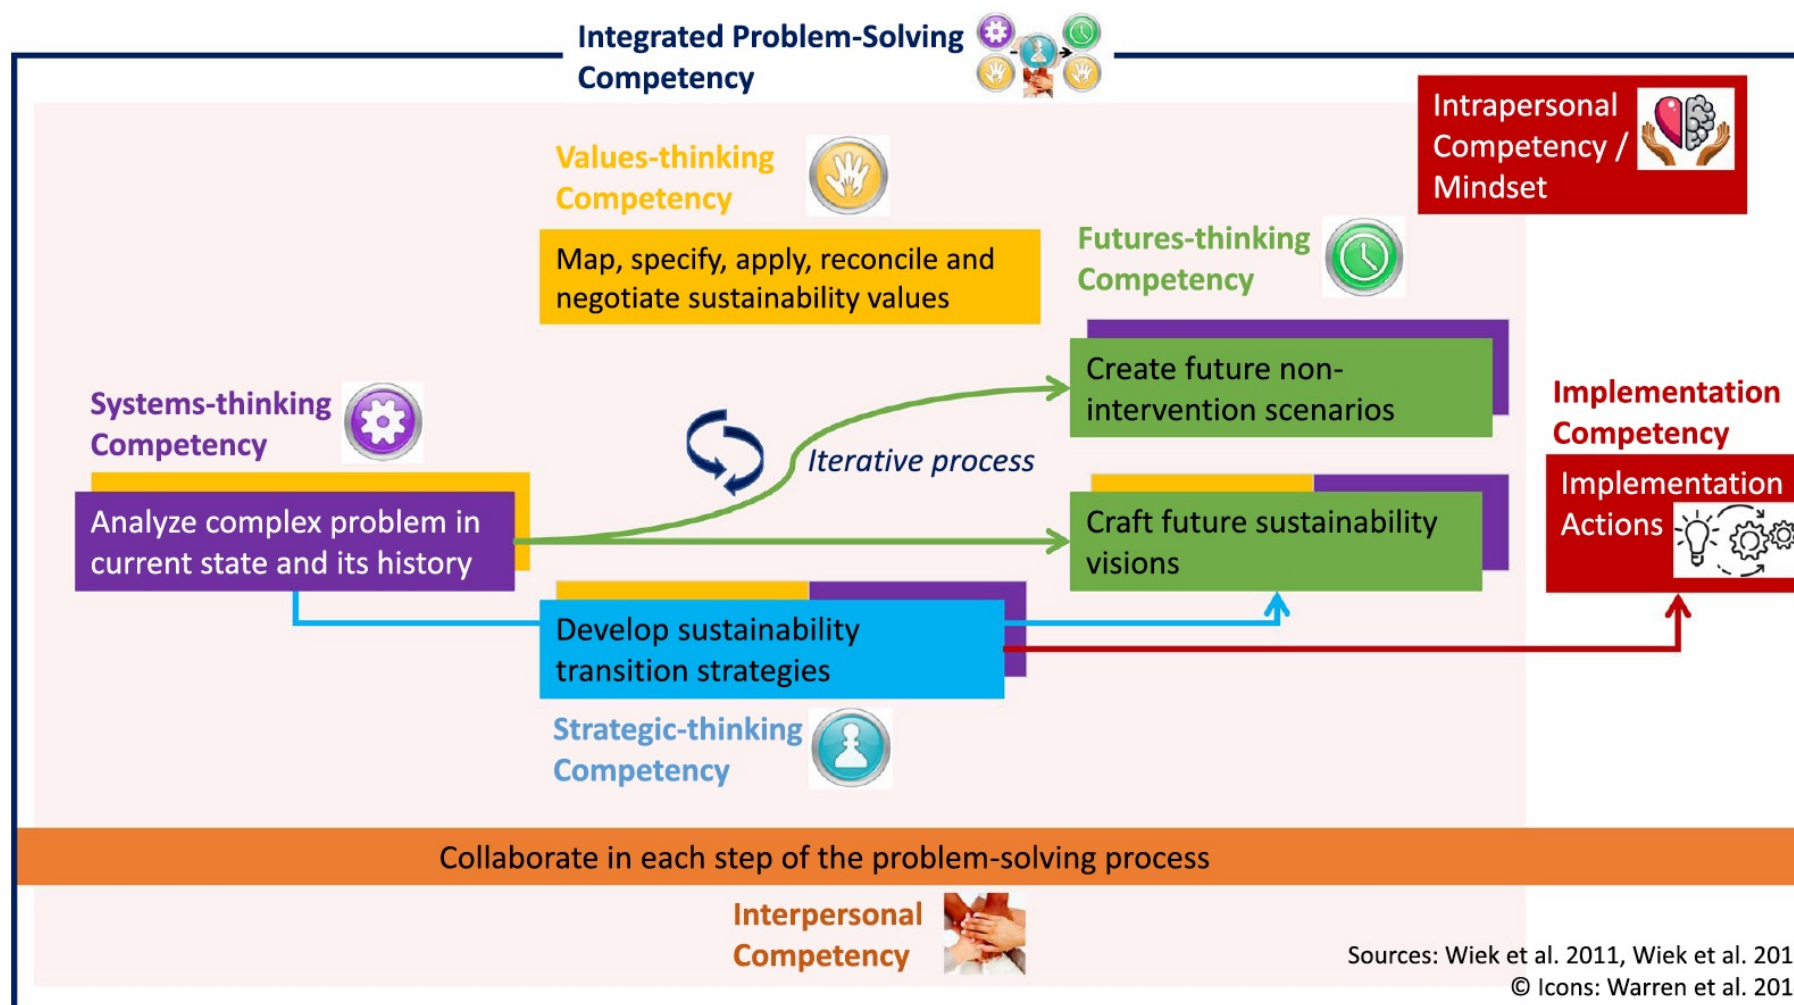 Integrated Problem-Solving
Competency
Intrapersonal
Competency /
Mindset
Values-thinking
Competency
Map, specify, apply, reconcile and
negotiate sustainability values
Futures-thinking
Competency
Create future non-
intervention scenarios
Systems-thinking
Competency
Iterative process
Implementation
Competency
Analyze complex problem in
current state and its history
Craft future sustainability
visions
Implementation
Actions
Develop sustainability
transition strategies
Strategic-thinking
Competency
Collaborate in each step of the problem-solving process
Interpersonal
Competency
Sources: Wiek et al. 2011, Wiek et al.
© Icons: Warren et al.